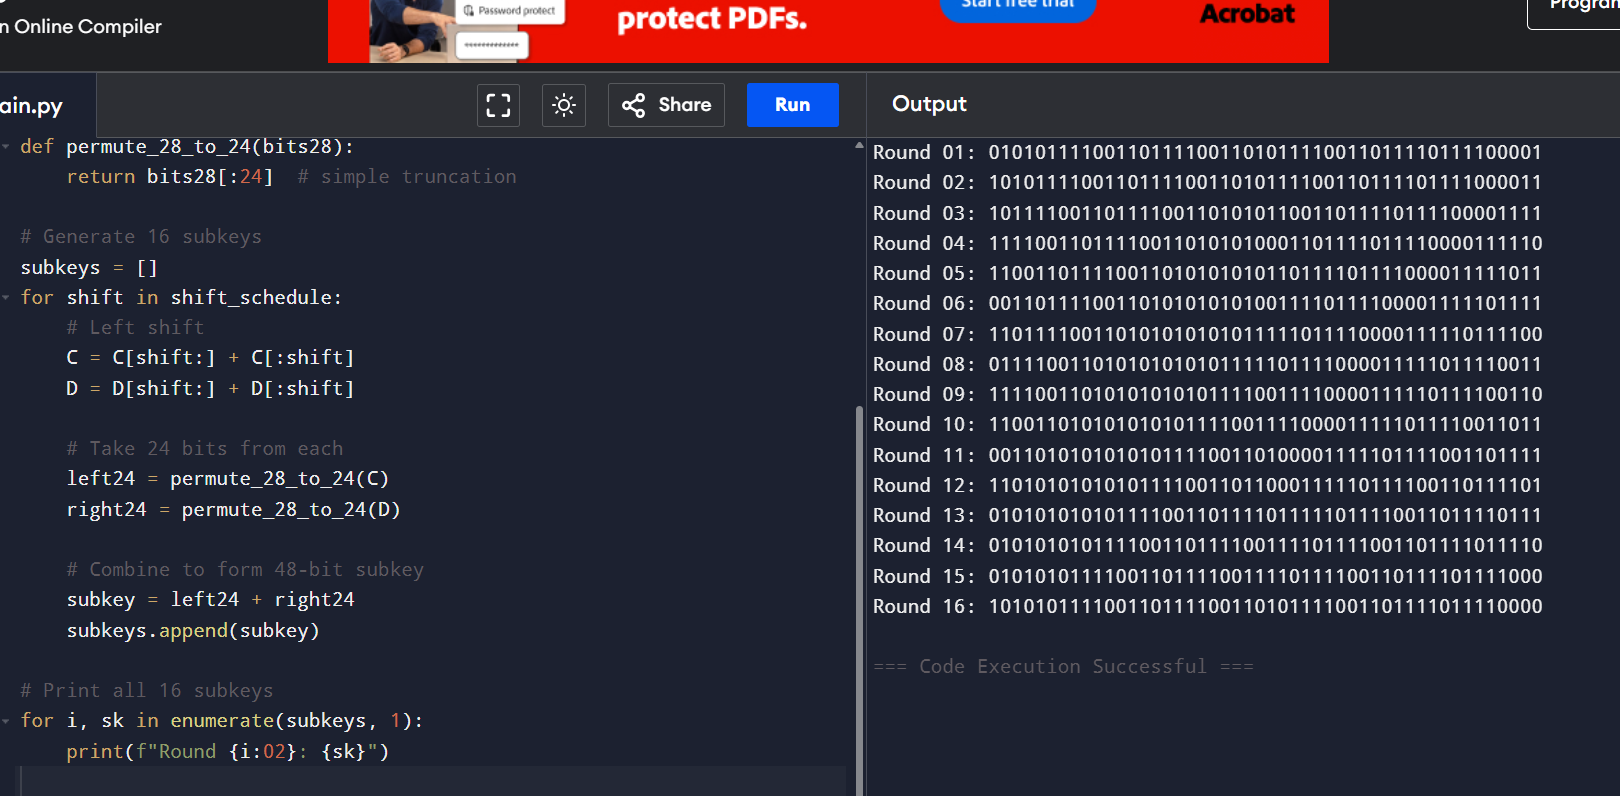 n Online Compiler
Password protect
************
protect PDFs.
Start free trial
Acrobat
Program
ain.py
Share
Run
Output
def permute_28_to_24(bits28):
return bits28[:24]  # simple truncation
# Generate 16 subkeys
subkeys = []
for shift in shift_schedule:
# Left shift
C = C[shift:] + C[:shift]
D = D[shift:] + D[:shift]
# Take 24 bits from each
left24 = permute_28_to_24(C)
right24 = permute_28_to_24(D)
# Combine to form 48-bit subkey
subkey = left24 + right24
subkeys.append(subkey)
# Print all 16 subkeys
for i, sk in enumerate(subkeys, 1):
print(f"Round {i:02}: {sk}")
Round 01: 010101111001101111001101011110011011110111100001
Round 02: 101011110011011110011010111100110111101111000011
Round 03: 101111001101111001101010110011011110111100001111
Round 04: 111100110111100110101010001101111011110000111110
Round 05: 110011011110011010101010110111101111000011111011
Round 06: 001101111001101010101010011110111100001111101111
Round 07: 110111100110101010101011111011110000111110111100
Round 08: 011110011010101010101111101111000011111011110011
Round 09: 111100110101010101011110011110000111110111100110
Round 10: 110011010101010101111001111000011111011110011011
Round 11: 001101010101010111100110100001111101111001101111
Round 12: 110101010101011110011011000111110111100110111101
Round 13: 010101010101111001101111011111011110011011110111
Round 14: 010101010111100110111100111101111001101111011110
Round 15: 010101011110011011110011110111100110111101111000
Round 16: 101010111100110111100110101111001101111011110000
=== Code Execution Successful ===